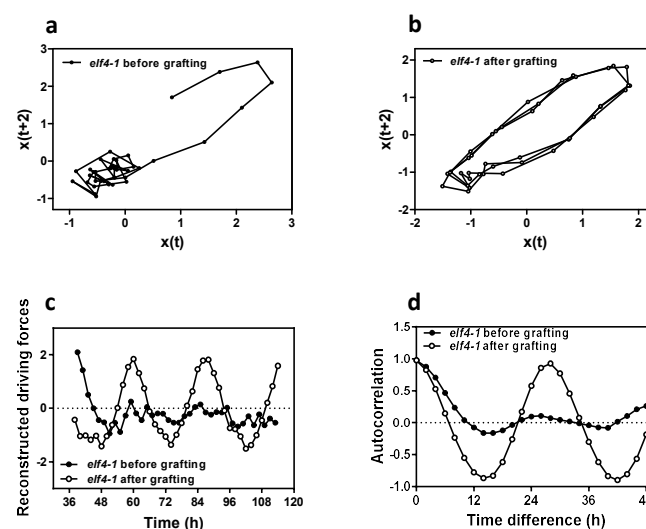 a
elf4-1 before grafting
x(t+2)
3
2
1
0
-1
-1
0
1
2
3
x(t)
b
elf4-1 after grafting
x(t+2)
2
1
0
-1
-2
-2
-1
0
1
2
x(t)
c
Reconstructed driving forces
2
0
-2
elf4-1 before grafting
elf4-1 after grafting
36
48
60
72
84
96
108
120
Time (h)
d
Autocorrelation
1.5
1.0
0.5
0.0
-0.5
-1.0
elf4-1 before grafting
elf4-1 after grafting
0
12
24
36
Time difference (h)